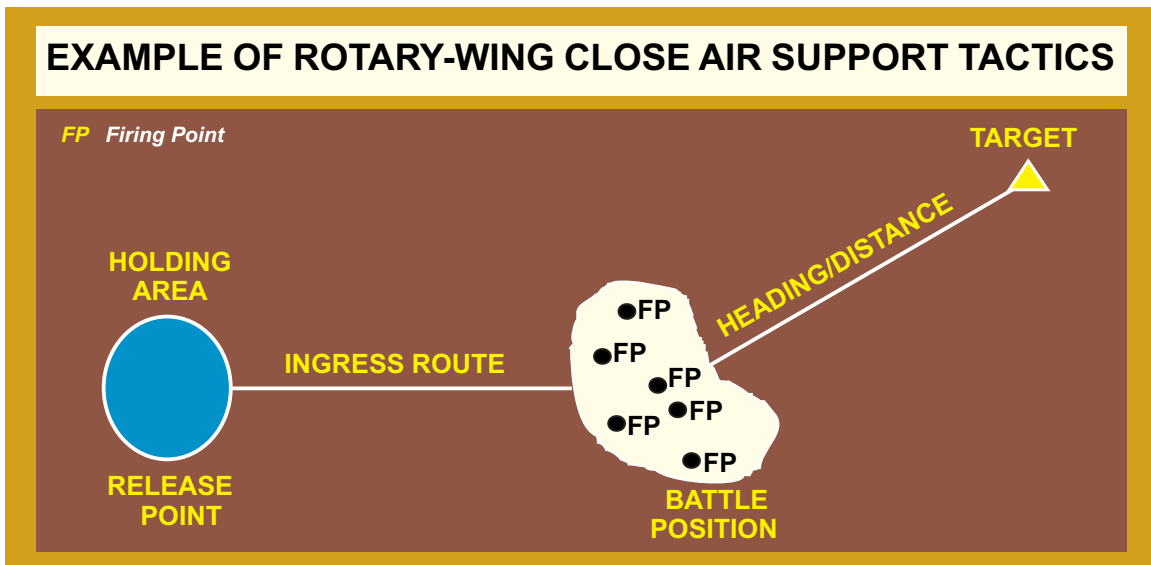 EXAMPLE OF ROTARY-WING CLOSE AIR SUPPORT TACTICS
FP Firing Point
TARGET
HEADING/DISTANCE
HOLDING
AREA
INGRESS ROUTE
FP
FP
FP
FP
FP
FP
RELEASE
POINT
BATTLE
POSITION